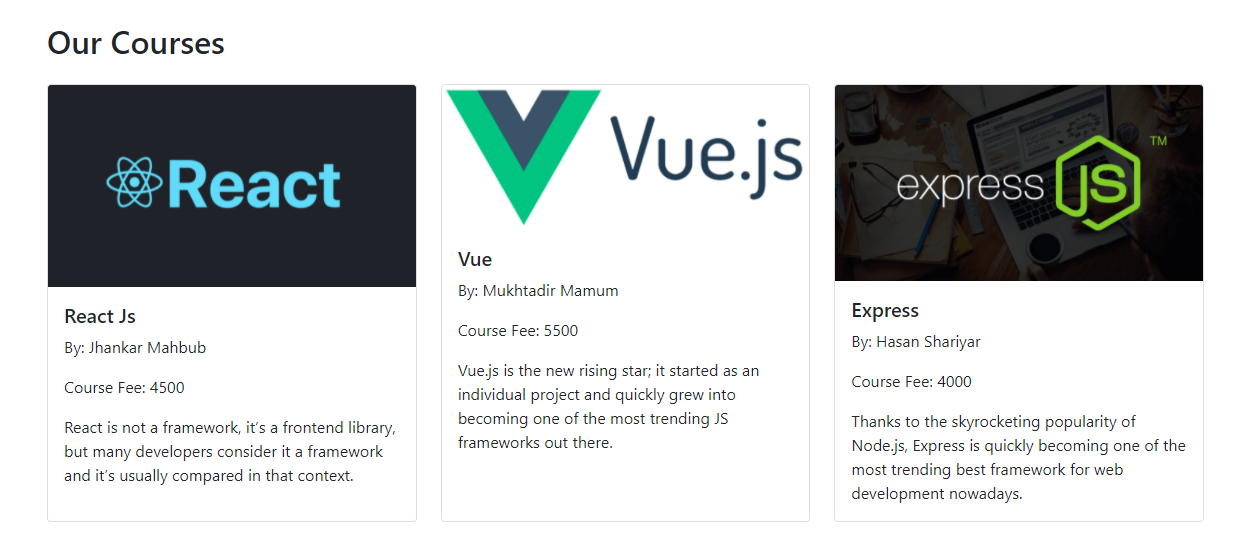 Our Courses
React
React Js
By: Jhankar Mahbub
Course Fee: 4500
React is not a framework, it’s a frontend library,
but many developers consider it a framework
and it’s usually compared in that context.
Vue.js
Vue
By: Mukhtadir Mamum
Course Fee: 5500
Vue.js is the new rising star; it started as an
individual project and quickly grew into
becoming one of the most trending JS
frameworks out there.
express JS TM
Express
By: Hasan Shariyar
Course Fee: 4000
Thanks to the skyrocketing popularity of
Node.js, Express is quickly becoming one of the
most trending best framework for web
development nowadays.